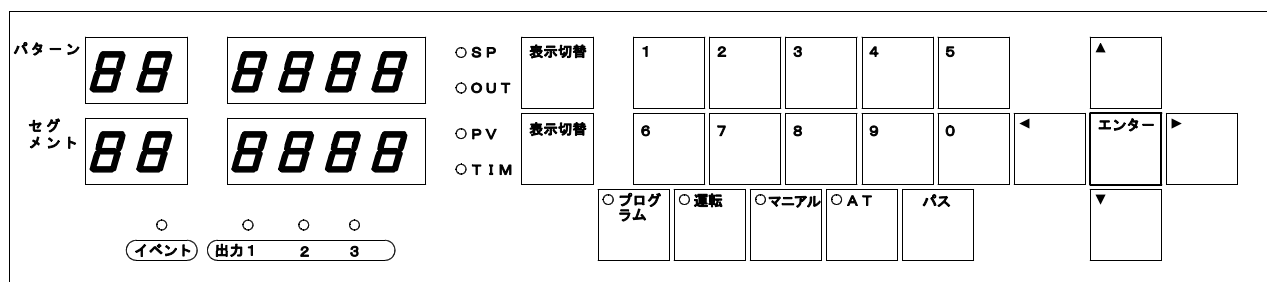 パターン 88 8888 ○SP 表示切替 1 2 3 4 5 ▲
○OUT
セグメント 88 8888 ○PV 表示切替 6 7 8 9 0 ◀ エンター ▶
○TIM
○プログラム ○運転 ○マニアル ○AT パス ▼
イベント 出力1 2 3